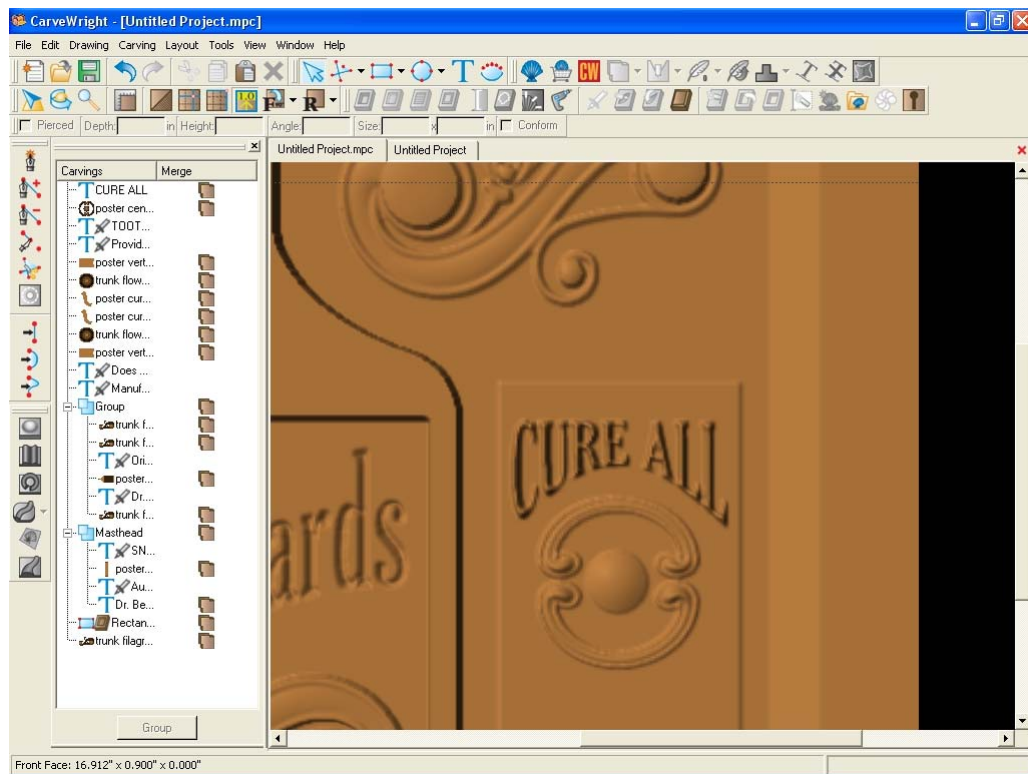 CarveWright - [Untitled Project.mpc]
File Edit Drawing Carving Layout Tools View Window Help
CW
1.0
F R
Pierced Depth: in Height: Angle: Size: x in Conform
Untitled Project.mpc Untitled Project
Carvings Merge
CURE ALL
poster cen...
TOOT...
Provid...
poster vert...
trunk flow...
poster cur...
poster cur...
trunk flow...
poster vert...
Does ...
Manuf...
Group
trunk f...
trunk f...
Ori...
poster...
Dr....
trunk f...
Masthead
SN...
poster...
Au...
Dr. Be...
Rectan...
trunk filagr...
Group
CURE ALL
ards
Front Face: 16.912" x 0.900" x 0.000"